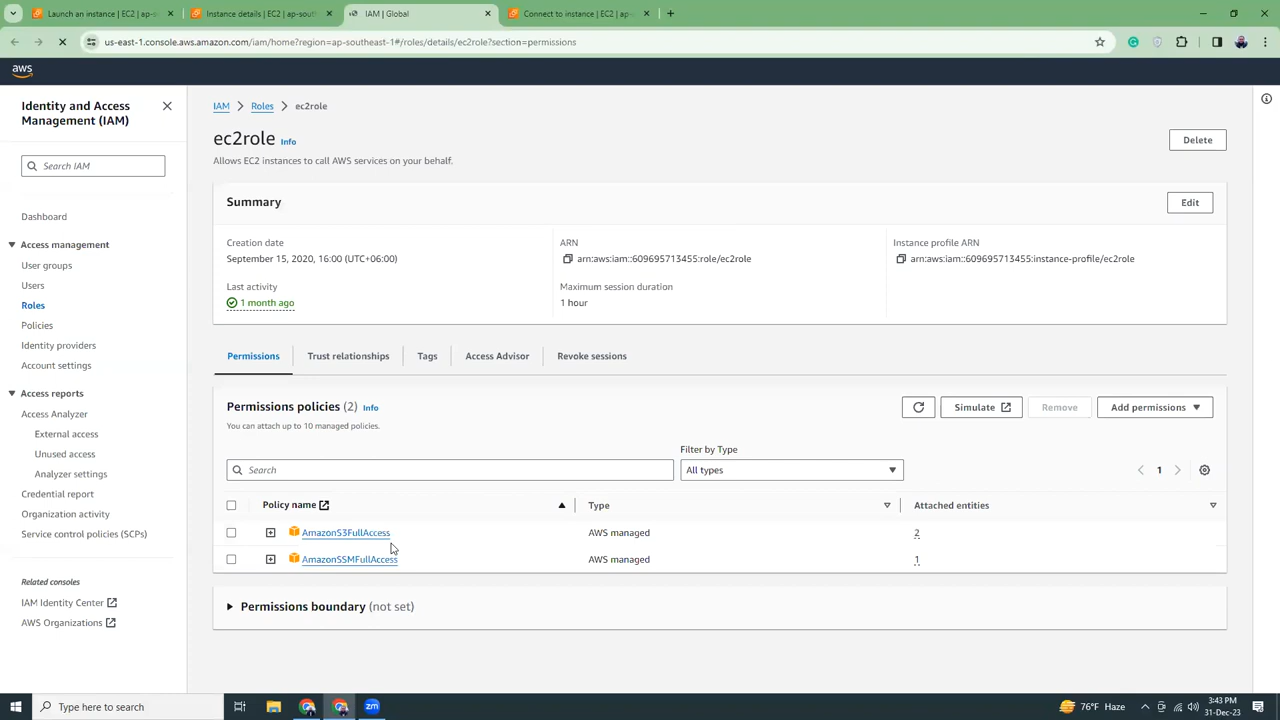 Launch an instance | EC2 | ap-s
Instance details | EC2 | ap-sout
IAM | Global
Connect to instance | EC2 | ap-s
us-east-1.console.aws.amazon.com/iam/home?region=ap-southeast-1#/roles/details/ec2role?section=permissions
aws
Identity and Access
Management (IAM)
Search IAM
Dashboard
Access management
User groups
Users
Roles
Policies
Identity providers
Account settings
Access reports
Access Analyzer
External access
Unused access
Analyzer settings
Credential report
Organization activity
Service control policies (SCPs)
Related consoles
IAM Identity Center
AWS Organizations
IAM > Roles > ec2role
ec2role Info
Delete
Allows EC2 instances to call AWS services on your behalf.
Summary
Edit
Creation date
September 15, 2020, 16:00 (UTC+06:00)
Last activity
1 month ago
ARN
arn:aws:iam::609695713455:role/ec2role
Maximum session duration
1 hour
Instance profile ARN
arn:aws:iam::609695713455:instance-profile/ec2role
Permissions
Trust relationships
Tags
Access Advisor
Revoke sessions
Permissions policies (2) Info
You can attach up to 10 managed policies.
Simulate
Remove
Add permissions
Filter by Type
Search
All types
1
Policy name
Type
Attached entities
AmazonS3FullAccess
AWS managed
2
AmazonSSMFullAccess
AWS managed
1
Permissions boundary (not set)
Type here to search
zm
76°F Haze
3:43 PM
31-Dec-23